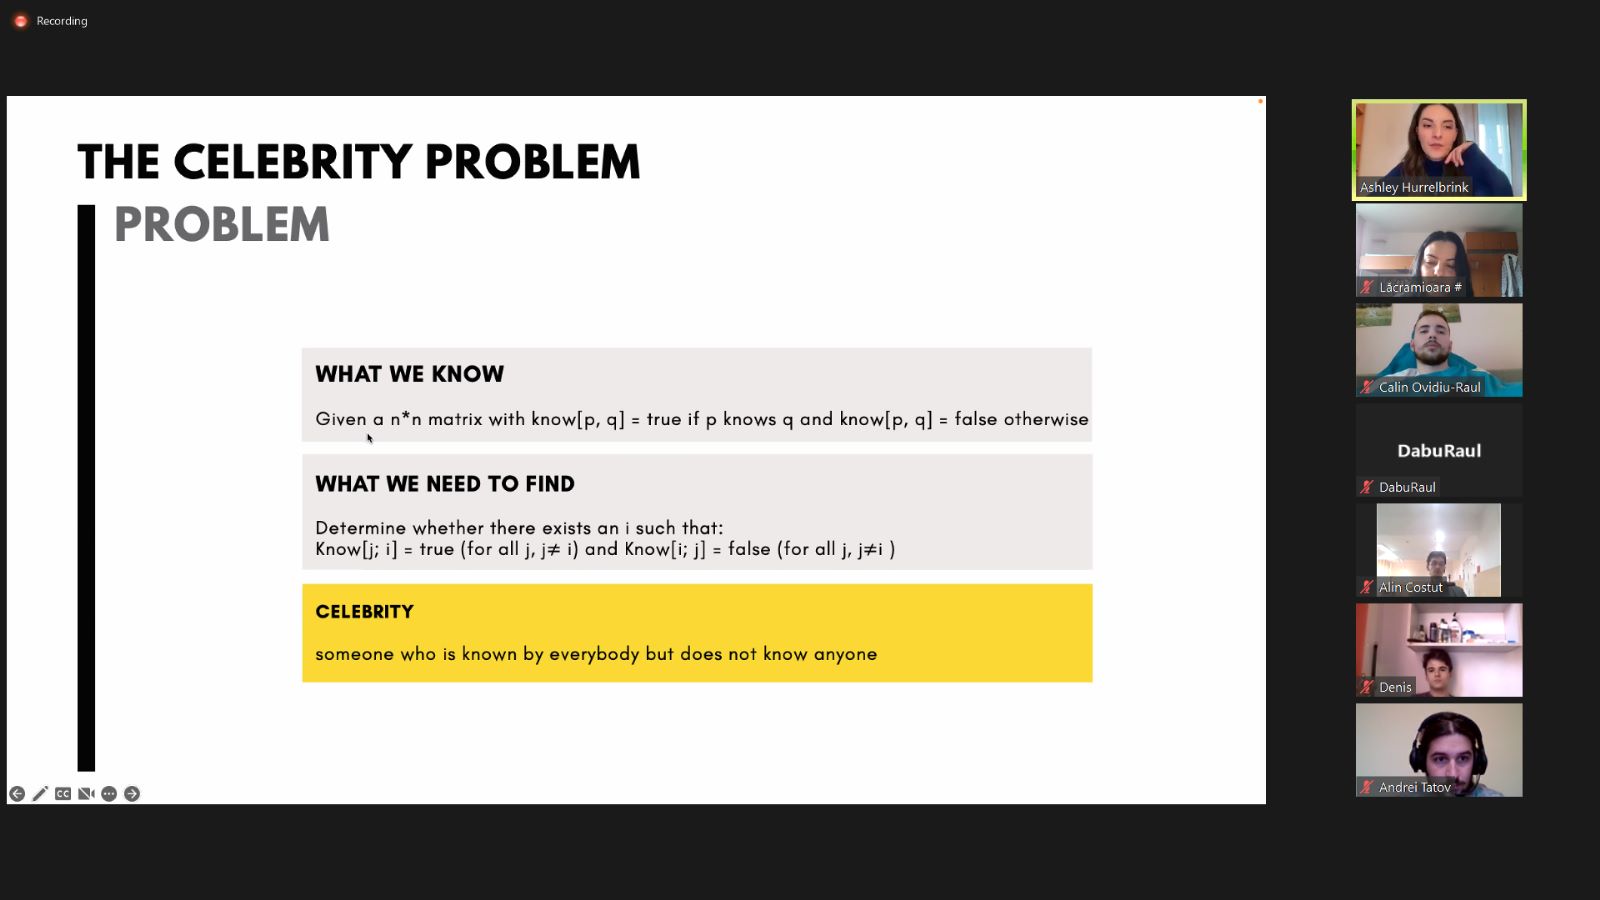 Recording
THE CELEBRITY PROBLEM
PROBLEM
WHAT WE KNOW
Given a n*n matrix with know[p, q] = true if p knows q and know[p, q] = false otherwise
WHAT WE NEED TO FIND
Determine whether there exists an i such that:
Know[j; i] = true (for all j, j≠ i) and Know[i; j] = false (for all j, j≠i )
CELEBRITY
someone who is known by everybody but does not know anyone
CC
Ashley Hurrelbrink
Lăcrămioara #
Calin Ovidiu-Raul
DabuRaul
DabuRaul
Alin Costut
Denis
Andrei Tatov